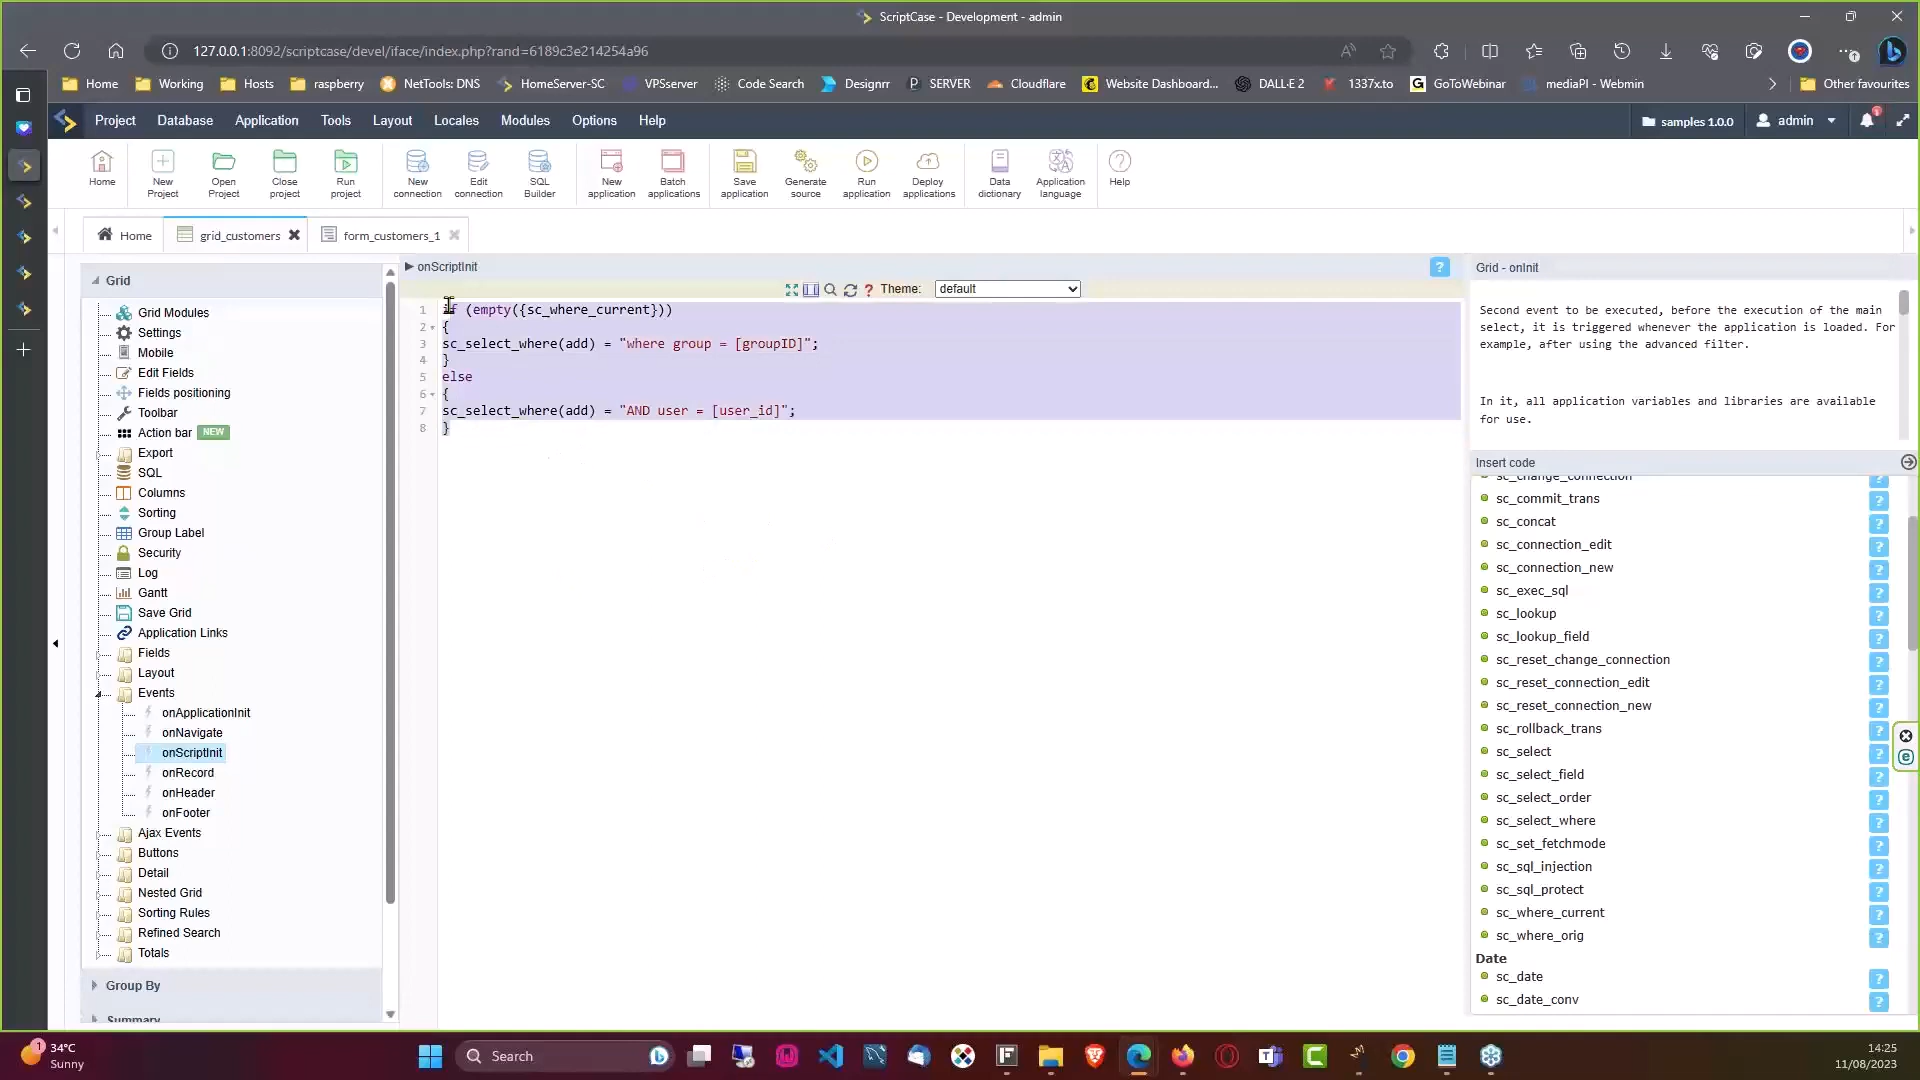 ScriptCase - Development - admin
127.0.0.1:8092/scriptcase/devel/iface/index.php?rand=6189c3e214254a96
Home Working Hosts raspberry NetTools: DNS HomeServer-SC VPSserver Code Search Designrr SERVER Cloudflare Website Dashboard... DALL·E 2 1337x.to GoToWebinar mediaPI - Webmin Other favourites
Project Database Application Tools Layout Locales Modules Options Help samples 1.0.0 admin
Home
New Project
Open Project
Close project
Run project
New connection
Edit connection
SQL Builder
New application
Batch applications
Save application
Generate source
Run application
Deploy applications
Data dictionary
Application language
Help
Home grid_customers form_customers_1
Grid
Grid Modules
Settings
Mobile
Edit Fields
Fields positioning
Toolbar
Action bar NEW
Export
SQL
Columns
Sorting
Group Label
Security
Log
Gantt
Save Grid
Application Links
Fields
Layout
Events
onApplicationInit
onNavigate
onScriptInit
onRecord
onHeader
onFooter
Ajax Events
Buttons
Detail
Nested Grid
Sorting Rules
Refined Search
Totals
Group By
Summary
onScriptInit ?
? Theme: default
1 if (empty({sc_where_current}))
2 {
3 sc_select_where(add) = "where group = [groupID]";
4 }
5 else
6 {
7 sc_select_where(add) = "AND user = [user_id]";
8 }
Grid - onInit
Second event to be executed, before the execution of the main
select, it is triggered whenever the application is loaded. For
example, after using the advanced filter.
In it, all application variables and libraries are available
for use.
Insert code
sc_change_connection ?
sc_commit_trans ?
sc_concat ?
sc_connection_edit ?
sc_connection_new ?
sc_exec_sql ?
sc_lookup ?
sc_lookup_field ?
sc_reset_change_connection ?
sc_reset_connection_edit ?
sc_reset_connection_new ?
sc_rollback_trans ?
sc_select ?
sc_select_field ?
sc_select_order ?
sc_select_where ?
sc_set_fetchmode ?
sc_sql_injection ?
sc_sql_protect ?
sc_where_current ?
sc_where_orig ?
Date
sc_date ?
sc_date_conv ?
1 34°C
Sunny
Search
14:25
11/08/2023